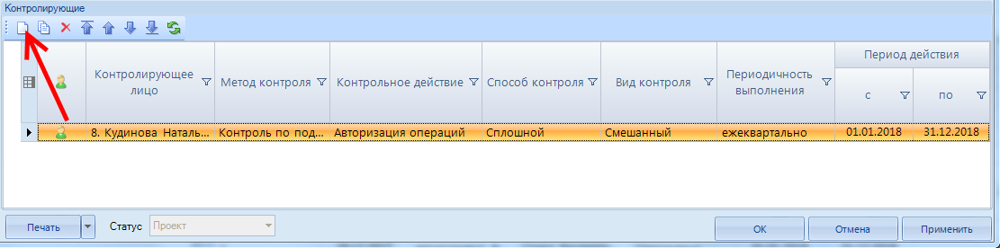 Контролирующие
Период действия
Контролирующее лицо
Метод контроля
Контрольное действие
Способ контроля
Вид контроля
Периодичность выполнения
с
по
8. Кудинова Наталь...
Контроль по под...
Авторизация операций
Сплошной
Смешанный
ежеквартально
01.01.2018
31.12.2018
Печать
Статус
Проект
ОК
Отмена
Применить